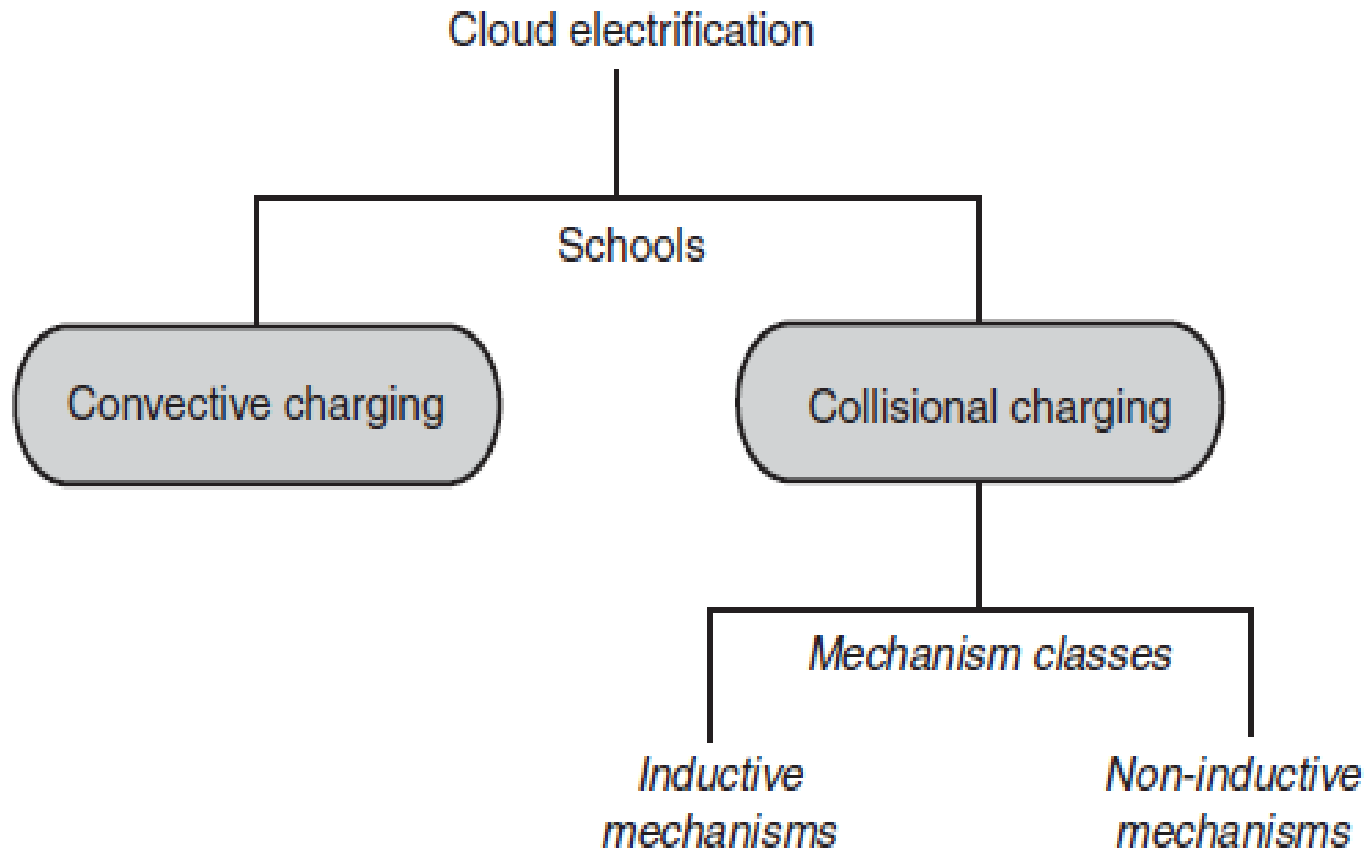 Cloud electrification
Schools
Convective charging
Collisional charging
Mechanism classes
Inductive
mechanisms
Non-inductive
mechanisms